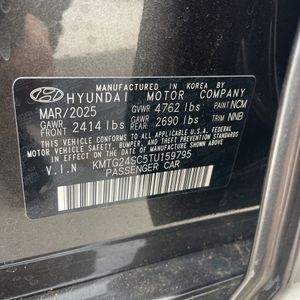 MANUFACTURED IN KOREA BY
HYUNDAI MOTOR COMPANY
MAR/2025 GVWR 4762 lbs PAINT NCM
GAWR FRONT 2414 lbs GAWR REAR 2690 lbs TRIM NNB
THIS VEHICLE CONFORMS TO ALL APPLICABLE U.S. FEDERAL
MOTOR VEHICLE SAFETY, BUMPER, AND THEFT PREVENTION
STANDARDS IN EFFECT ON THE DATE OF MANUFACTURE SHOWN ABOVE.
V.I.N KMTG24SC5TU159795
PASSENGER CAR